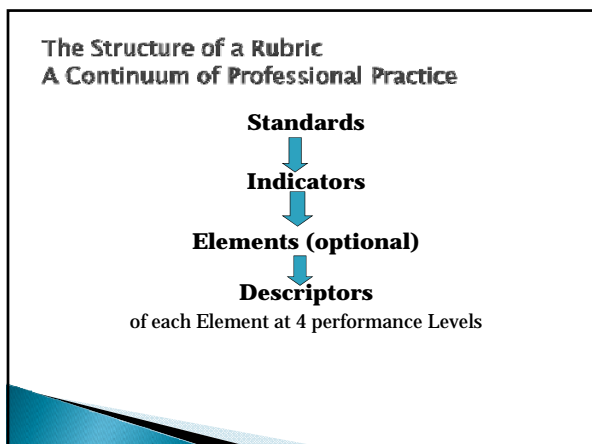 The Structure of a Rubric
A Continuum of Professional Practice
Standards
Indicators
Elements (optional)
Descriptors
of each Element at 4 performance Levels